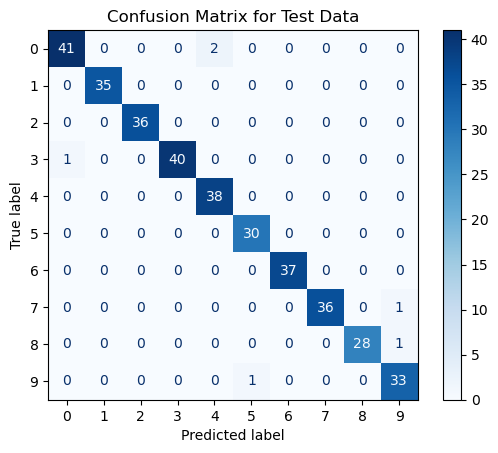 Confusion Matrix for Test Data
True label
0 41 0 0 0 2 0 0 0 0 0
1 0 35 0 0 0 0 0 0 0 0
2 0 0 36 0 0 0 0 0 0 0
3 1 0 0 40 0 0 0 0 0 0
4 0 0 0 0 38 0 0 0 0 0
5 0 0 0 0 0 30 0 0 0 0
6 0 0 0 0 0 0 37 0 0 0
7 0 0 0 0 0 0 0 36 0 1
8 0 0 0 0 0 0 0 0 28 1
9 0 0 0 0 0 1 0 0 0 33
0 1 2 3 4 5 6 7 8 9
Predicted label
40
35
30
25
20
15
10
5
0